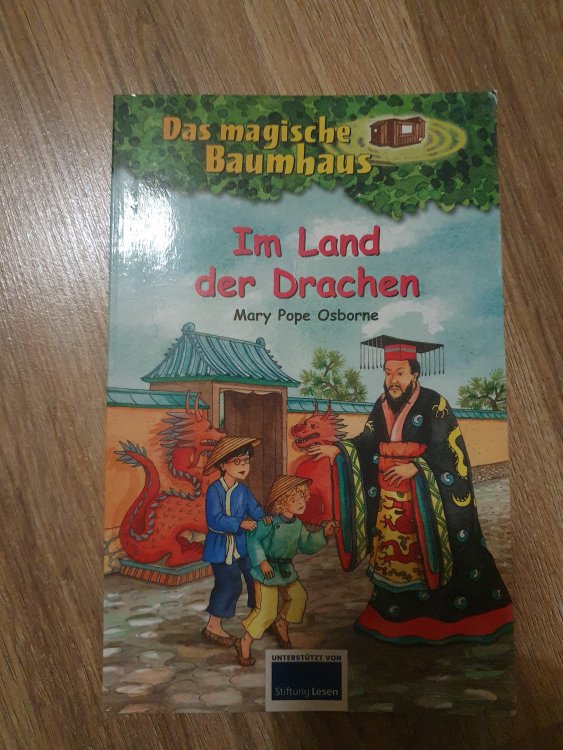 Das magische
Baumhaus
Im Land
der Drachen
Mary Pope Osborne
UNTERSTÜTZT VON
Stiftung Lesen